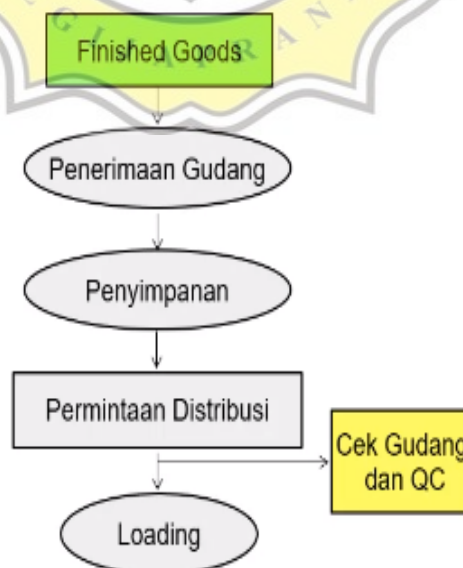 Finished Goods
Penerimaan Gudang
Penyimpanan
Permintaan Distribusi
Cek Gudang
dan QC
Loading